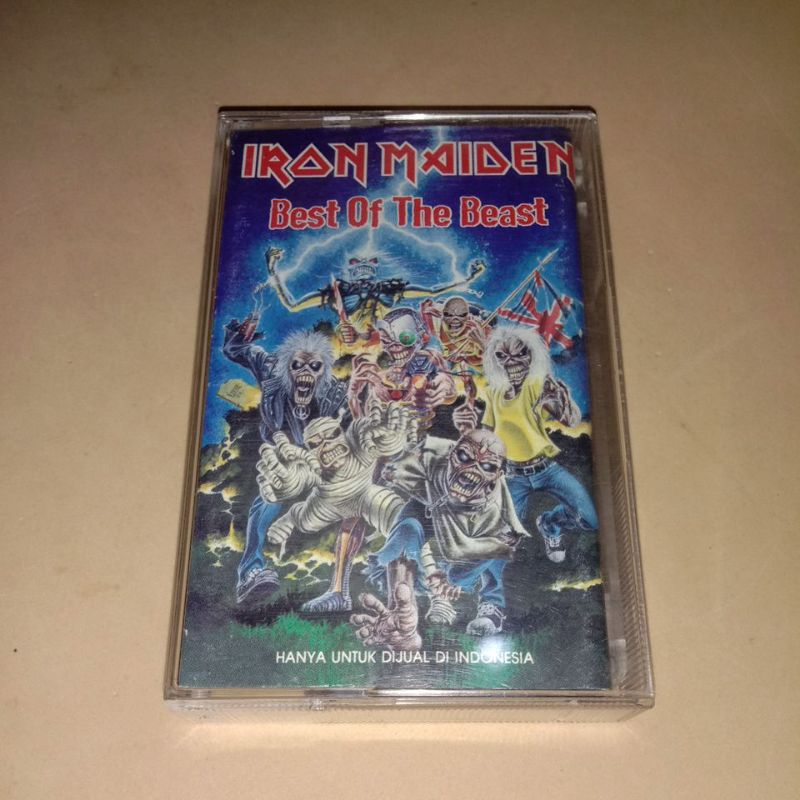 IRON MAIDEN
Best Of The Beast
HANYA UNTUK DIJUAL DI INDONESIA